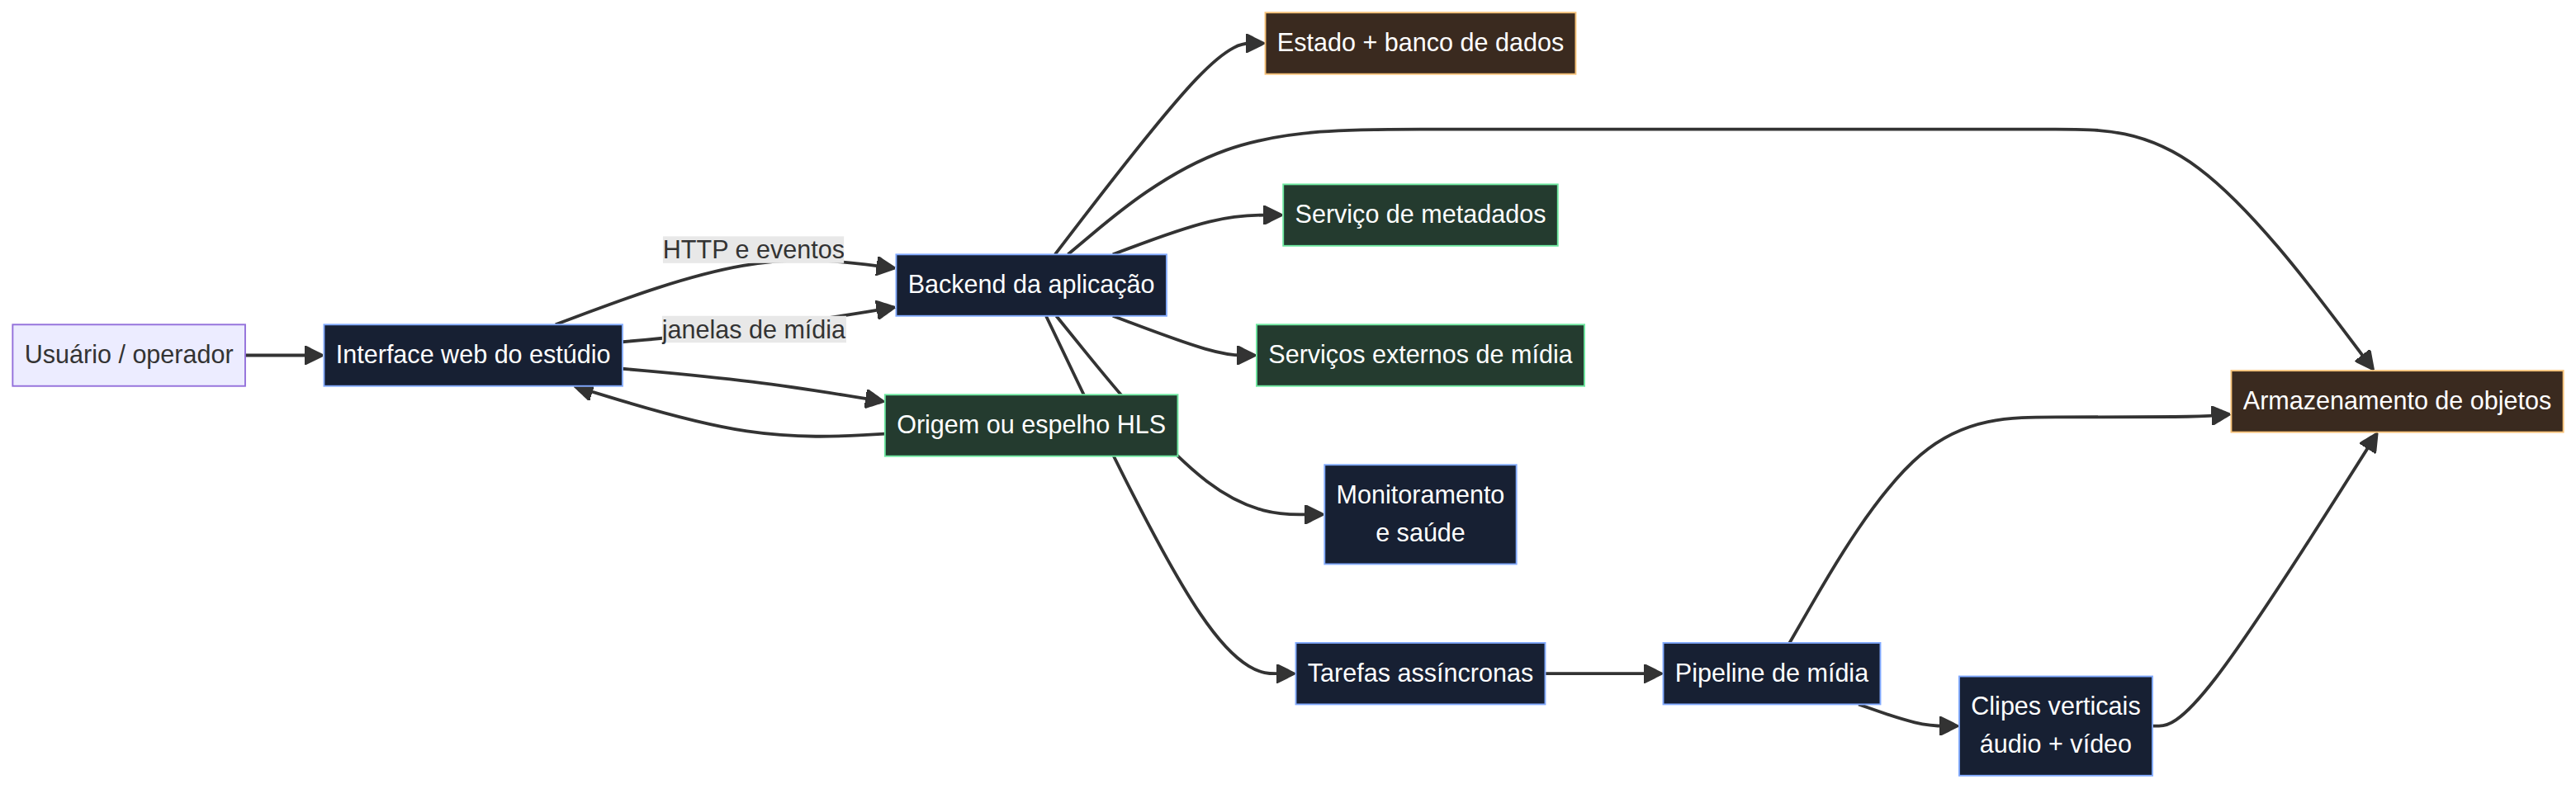 Usuário / operador
Interface web do estúdio
HTTP e eventos
janelas de mídia
Backend da aplicação
Origem ou espelho HLS
Estado + banco de dados
Serviço de metadados
Serviços externos de mídia
Monitoramento
e saúde
Tarefas assíncronas
Pipeline de mídia
Clipes verticais
áudio + vídeo
Armazenamento de objetos